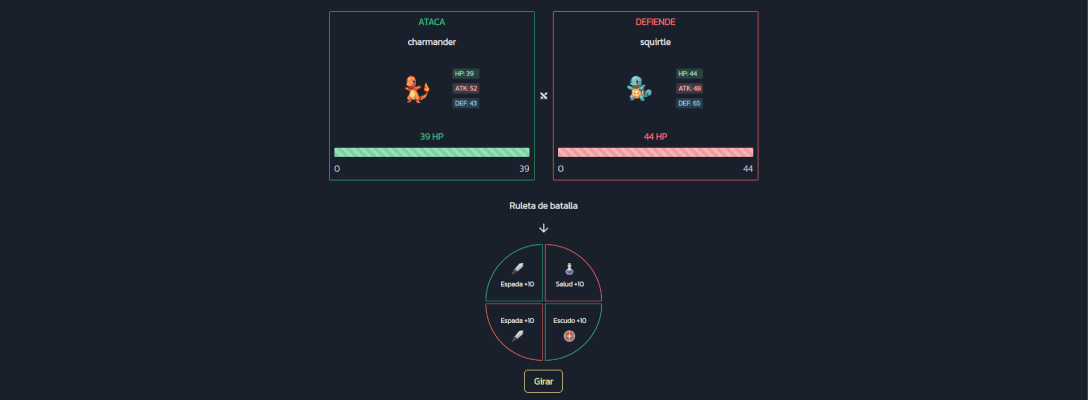 ATACA
charmander
HP: 39
ATK: 52
DEF: 43
39 HP
0 39
DEFIENDE
squirtle
HP: 44
ATK: 48
DEF: 65
44 HP
0 44
Ruleta de batalla
Espada +10
Salud +10
Espada +10
Escudo +10
Girar